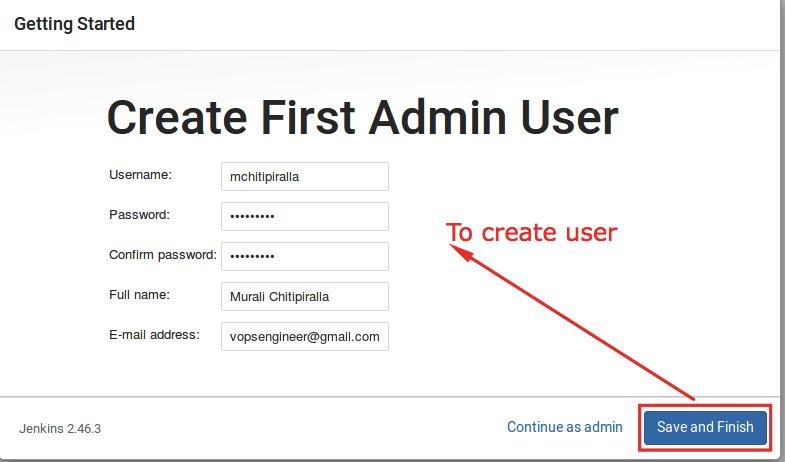 Getting Started
Create First Admin User
Username: mchitipiralla
Password: •••••••••
To create user
Confirm password: •••••••••
Full name: Murali Chitipiralla
E-mail address: vopsengineer@gmail.com
Jenkins 2.46.3 Continue as admin Save and Finish